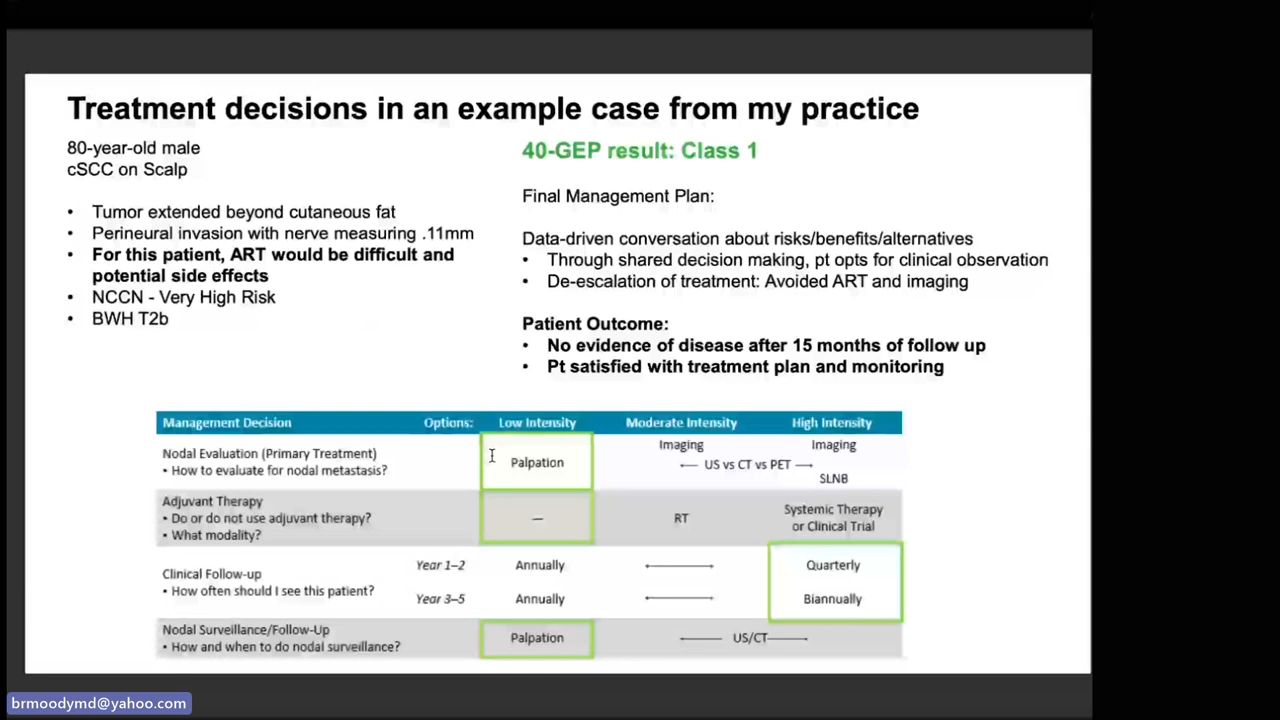 Treatment decisions in an example case from my practice
80-year-old male
cSCC on Scalp
• Tumor extended beyond cutaneous fat
• Perineural invasion with nerve measuring .11mm
• For this patient, ART would be difficult and
potential side effects
• NCCN - Very High Risk
• BWH T2b
40-GEP result: Class 1
Final Management Plan:
Data-driven conversation about risks/benefits/alternatives
• Through shared decision making, pt opts for clinical observation
• De-escalation of treatment: Avoided ART and imaging
Patient Outcome:
• No evidence of disease after 15 months of follow up
• Pt satisfied with treatment plan and monitoring
Management Decision Options: Low Intensity Moderate Intensity High Intensity
Nodal Evaluation (Primary Treatment)
• How to evaluate for nodal metastasis?
Palpation
Imaging
Imaging
US vs CT vs PET
SLNB
Adjuvant Therapy
• Do or do not use adjuvant therapy?
• What modality?
—
RT
Systemic Therapy
or Clinical Trial
Clinical Follow-up
• How often should I see this patient?
Year 1–2 Annually Quarterly
Year 3–5 Annually Biannually
Nodal Surveillance/Follow-Up
• How and when to do nodal surveillance?
Palpation
US/CT
brmoodymd@yahoo.com